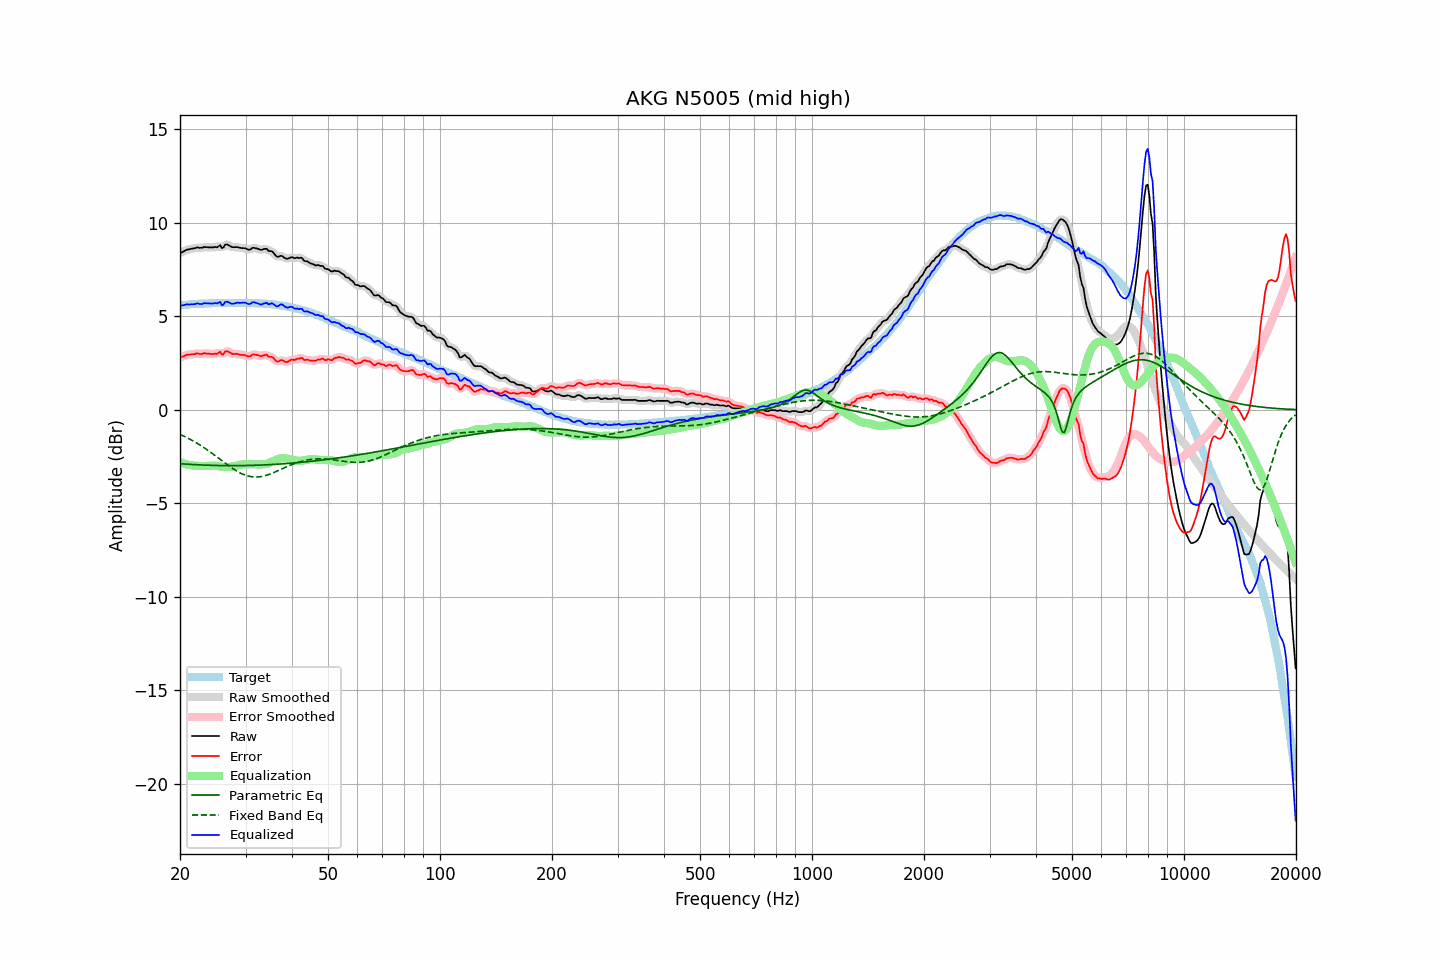 AKG N5005 (mid high)
Amplitude (dBr)
15
10
5
0
−5
−10
−15
−20
Target
Raw Smoothed
Error Smoothed
Raw
Error
Equalization
Parametric Eq
Fixed Band Eq
Equalized
20
50
100
200
500
1000
2000
5000
10000
20000
Frequency (Hz)